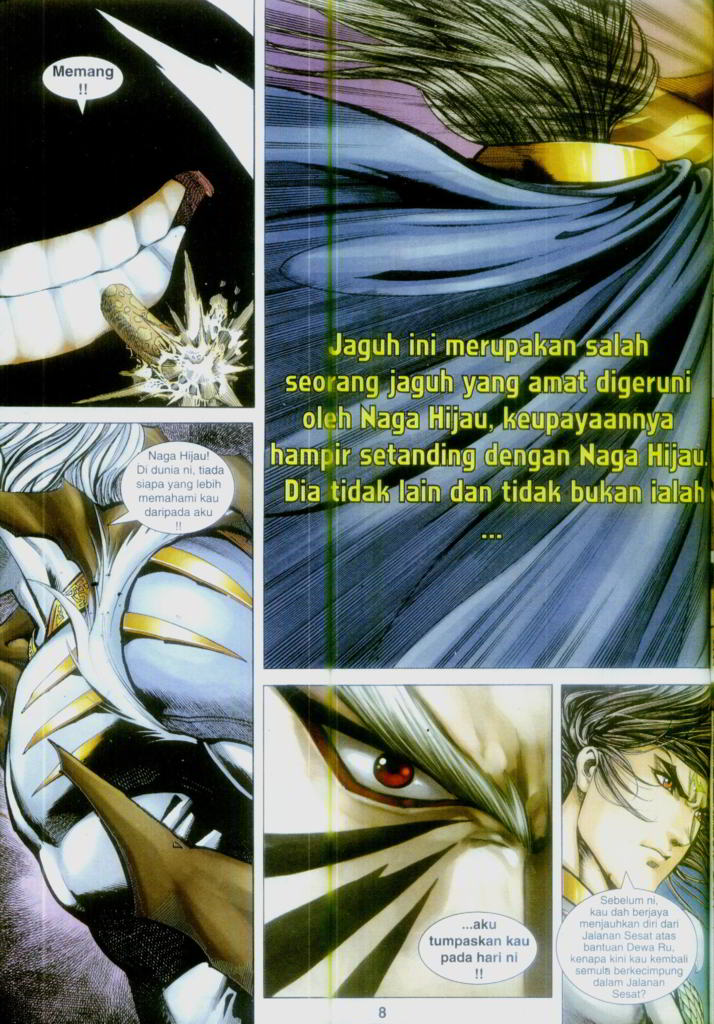 Memang
!!
Jaguh ini merupakan salah
seorang jaguh yang amat digeruni
oleh Naga Hijau, keupayaannya
hampir setanding dengan Naga Hijau.
Dia tidak lain dan tidak bukan ialah
...
Naga Hijau!
Di dunia ni, tiada
siapa yang lebih
memahami kau
daripada aku
!!
...aku
tumpaskan kau
pada hari ni
!!
Sebelum ni,
kau dah berjaya
menjauhkan diri dari
Jalanan Sesat atas
bantuan Dewa Ru,
kenapa kini kau kembali
semula berkecimpung
dalam Jalanan
Sesat?
8